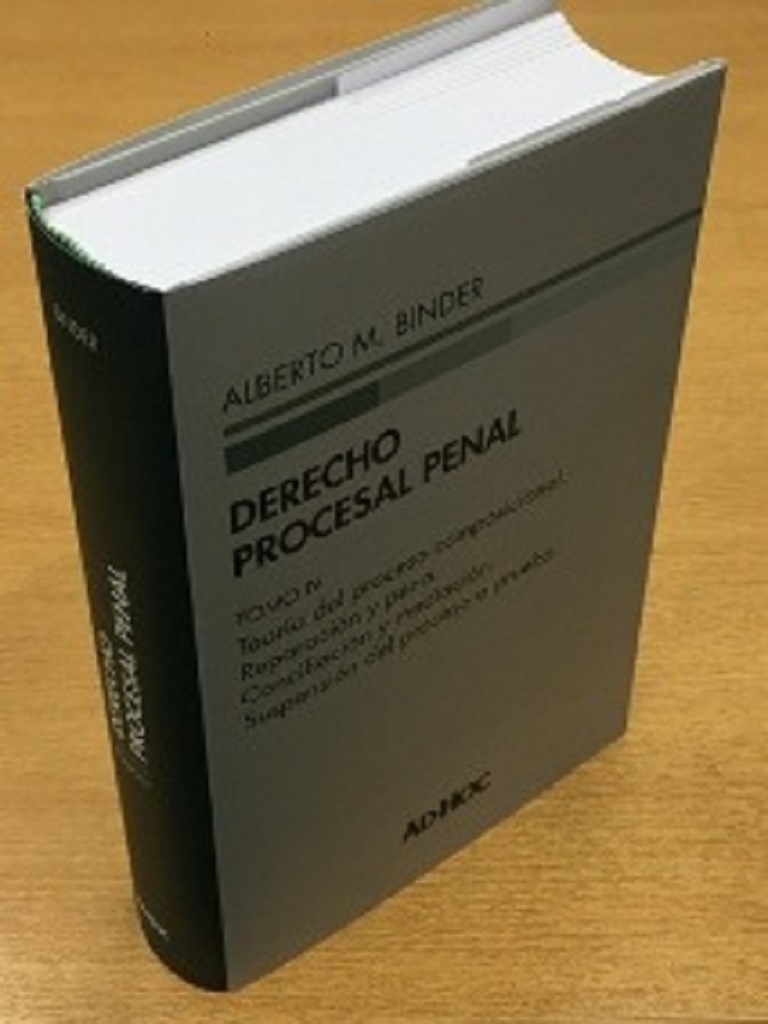 ALBERTO M. BINDER
DERECHO
PROCESAL PENAL
TOMO IV
Teoría del proceso composicional
Reparación y pena
Conciliación y mediación
Suspensión del proceso a prueba
AD-HOC
BINDER
DERECHO
PROCESAL PENAL